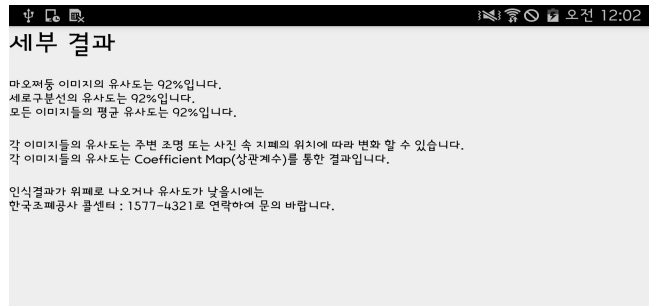 오전 12:02
세부 결과
마오쩌둥 이미지의 유사도는 92%입니다.
세로구분선의 유사도는 92%입니다.
모든 이미지들의 평균 유사도는 92%입니다.
각 이미지들의 유사도는 주변 조명 또는 사진 속 지폐의 위치에 따라 변화 할 수 있습니다.
각 이미지들의 유사도는 Coefficient Map(상관계수)를 통한 결과입니다.
인식결과가 위폐로 나오거나 유사도가 낮을시에는
한국조폐공사 콜센터 : 1577-4321로 연락하여 문의 바랍니다.